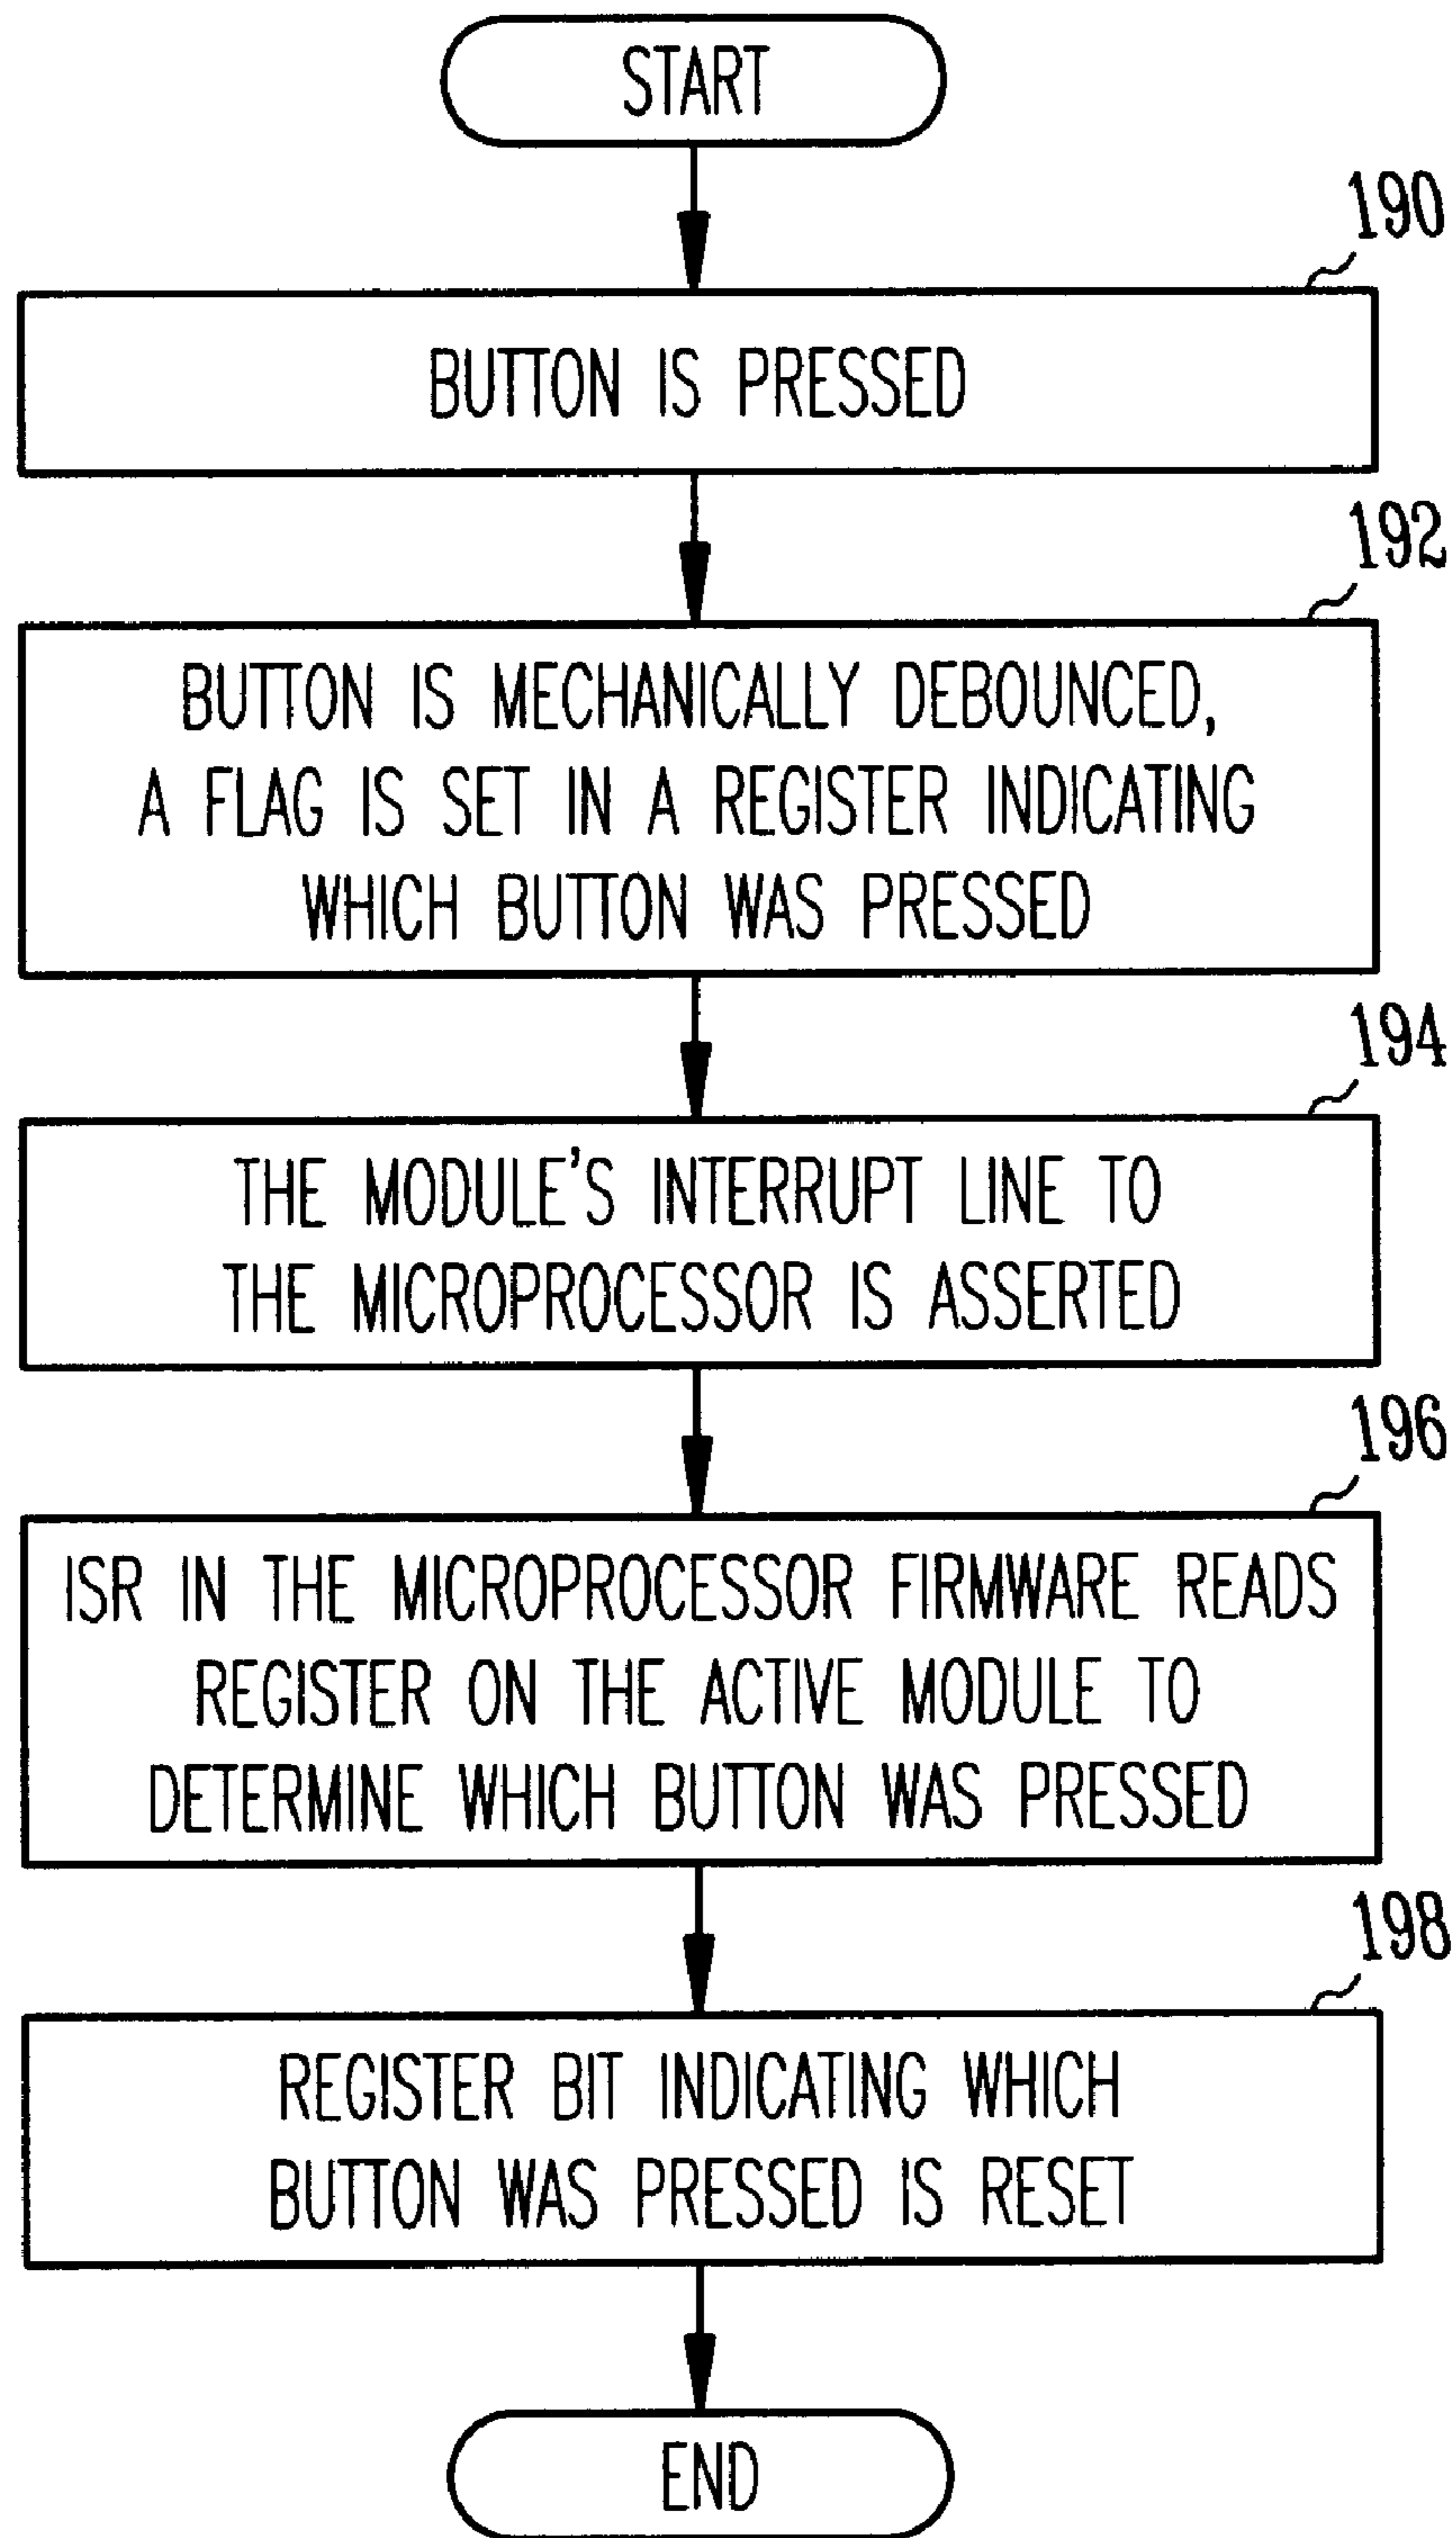 START
190
BUTTON IS PRESSED
192
BUTTON IS MECHANICALLY DEBOUNCED,
A FLAG IS SET IN A REGISTER INDICATING
WHICH BUTTON WAS PRESSED
194
THE MODULE'S INTERRUPT LINE TO
THE MICROPROCESSOR IS ASSERTED
196
ISR IN THE MICROPROCESSOR FIRMWARE READS
REGISTER ON THE ACTIVE MODULE TO
DETERMINE WHICH BUTTON WAS PRESSED
198
REGISTER BIT INDICATING WHICH
BUTTON WAS PRESSED IS RESET
END